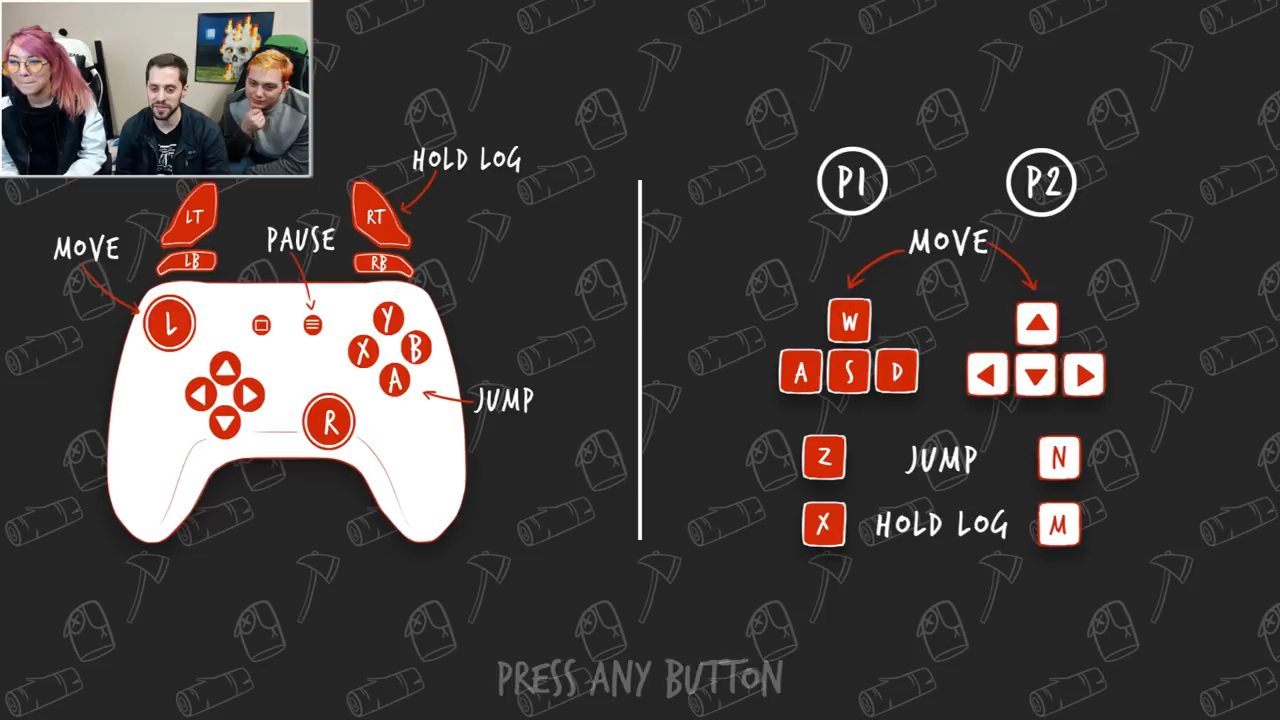 HOLD LOG
LT
RT
MOVE
PAUSE
LB
RB
L
Y
X
B
A
JUMP
R
P1
P2
MOVE
W
A
S
D
Z
JUMP
N
X
HOLD LOG
M
PRESS ANY BUTTON